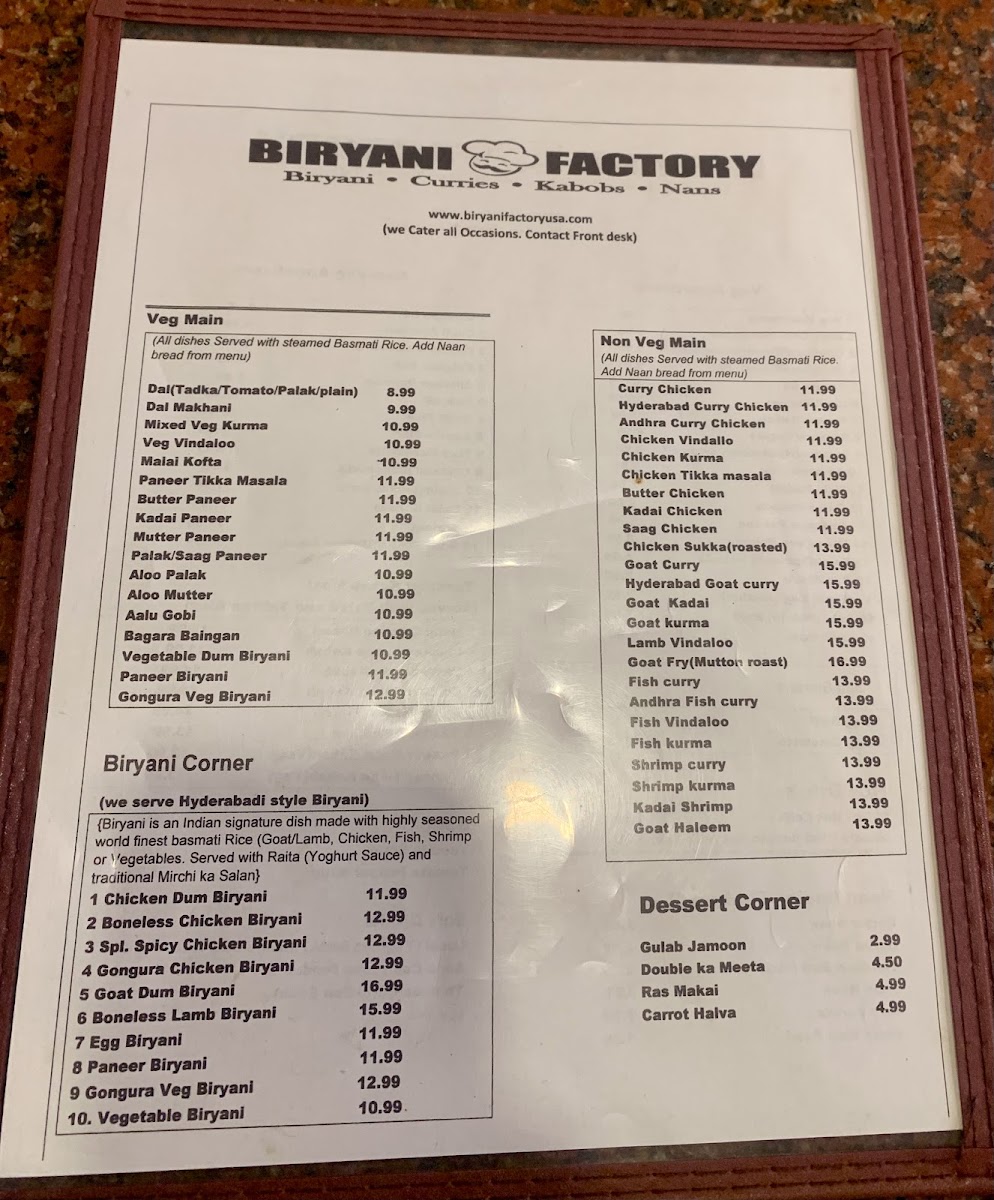 BIRYANI FACTORY
Biryani • Curries • Kabobs • Nans
www.biryanifactoryusa.com
(we Cater all Occasions. Contact Front desk)
Veg Main
(All dishes Served with steamed Basmati Rice. Add Naan
bread from menu)
Dal(Tadka/Tomato/Palak/plain) 8.99
Dal Makhani 9.99
Mixed Veg Kurma 10.99
Veg Vindaloo 10.99
Malai Kofta 10.99
Paneer Tikka Masala 11.99
Butter Paneer 11.99
Kadai Paneer 11.99
Mutter Paneer 11.99
Palak/Saag Paneer 11.99
Aloo Palak 10.99
Aloo Mutter 10.99
Aalu Gobi 10.99
Bagara Baingan 10.99
Vegetable Dum Biryani 10.99
Paneer Biryani 11.99
Gongura Veg Biryani 12.99
Biryani Corner
(we serve Hyderabadi style Biryani)
{Biryani is an Indian signature dish made with highly seasoned
world finest basmati Rice (Goat/Lamb, Chicken, Fish, Shrimp
or Vegetables. Served with Raita (Yoghurt Sauce) and
traditional Mirchi ka Salan}
1 Chicken Dum Biryani 11.99
2 Boneless Chicken Biryani 12.99
3 Spl. Spicy Chicken Biryani 12.99
4 Gongura Chicken Biryani 12.99
5 Goat Dum Biryani 16.99
6 Boneless Lamb Biryani 15.99
7 Egg Biryani 11.99
8 Paneer Biryani 11.99
9 Gongura Veg Biryani 12.99
10. Vegetable Biryani 10.99
Non Veg Main
(All dishes Served with steamed Basmati Rice.
Add Naan bread from menu)
Curry Chicken 11.99
Hyderabad Curry Chicken 11.99
Andhra Curry Chicken 11.99
Chicken Vindallo 11.99
Chicken Kurma 11.99
Chicken Tikka masala 11.99
Butter Chicken 11.99
Kadai Chicken 11.99
Saag Chicken 11.99
Chicken Sukka(roasted) 13.99
Goat Curry 15.99
Hyderabad Goat curry 15.99
Goat Kadai 15.99
Goat kurma 15.99
Lamb Vindaloo 15.99
Goat Fry(Mutton roast) 16.99
Fish curry 13.99
Andhra Fish curry 13.99
Fish Vindaloo 13.99
Fish kurma 13.99
Shrimp curry 13.99
Shrimp kurma 13.99
Kadai Shrimp 13.99
Goat Haleem 13.99
Dessert Corner
Gulab Jamoon 2.99
Double ka Meeta 4.50
Ras Makai 4.99
Carrot Halva 4.99